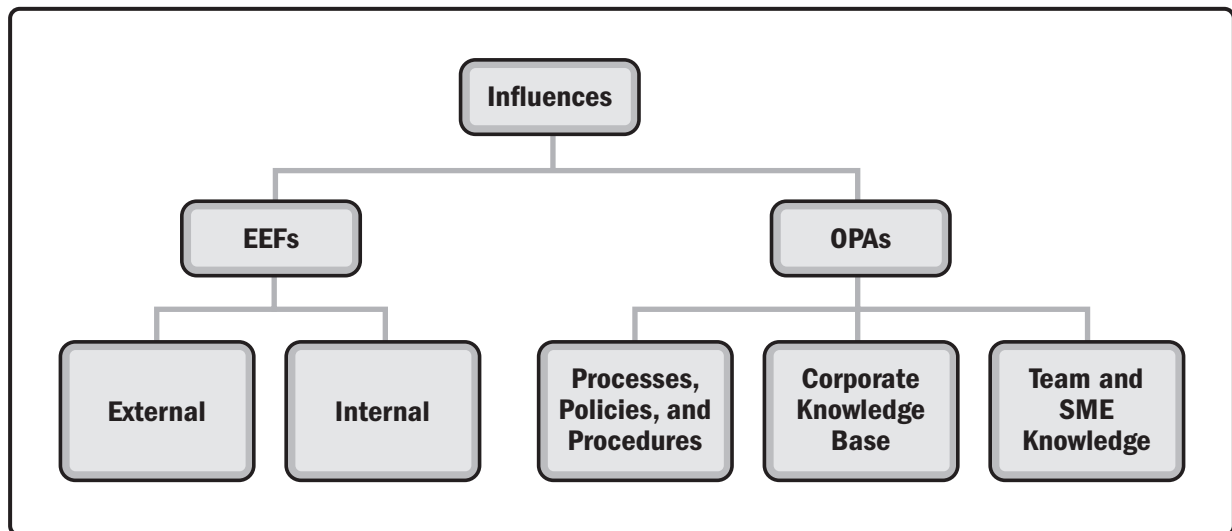 Influences
EEFs
OPAs
External
Internal
Processes,
Policies, and
Procedures
Corporate
Knowledge
Base
Team and
SME
Knowledge